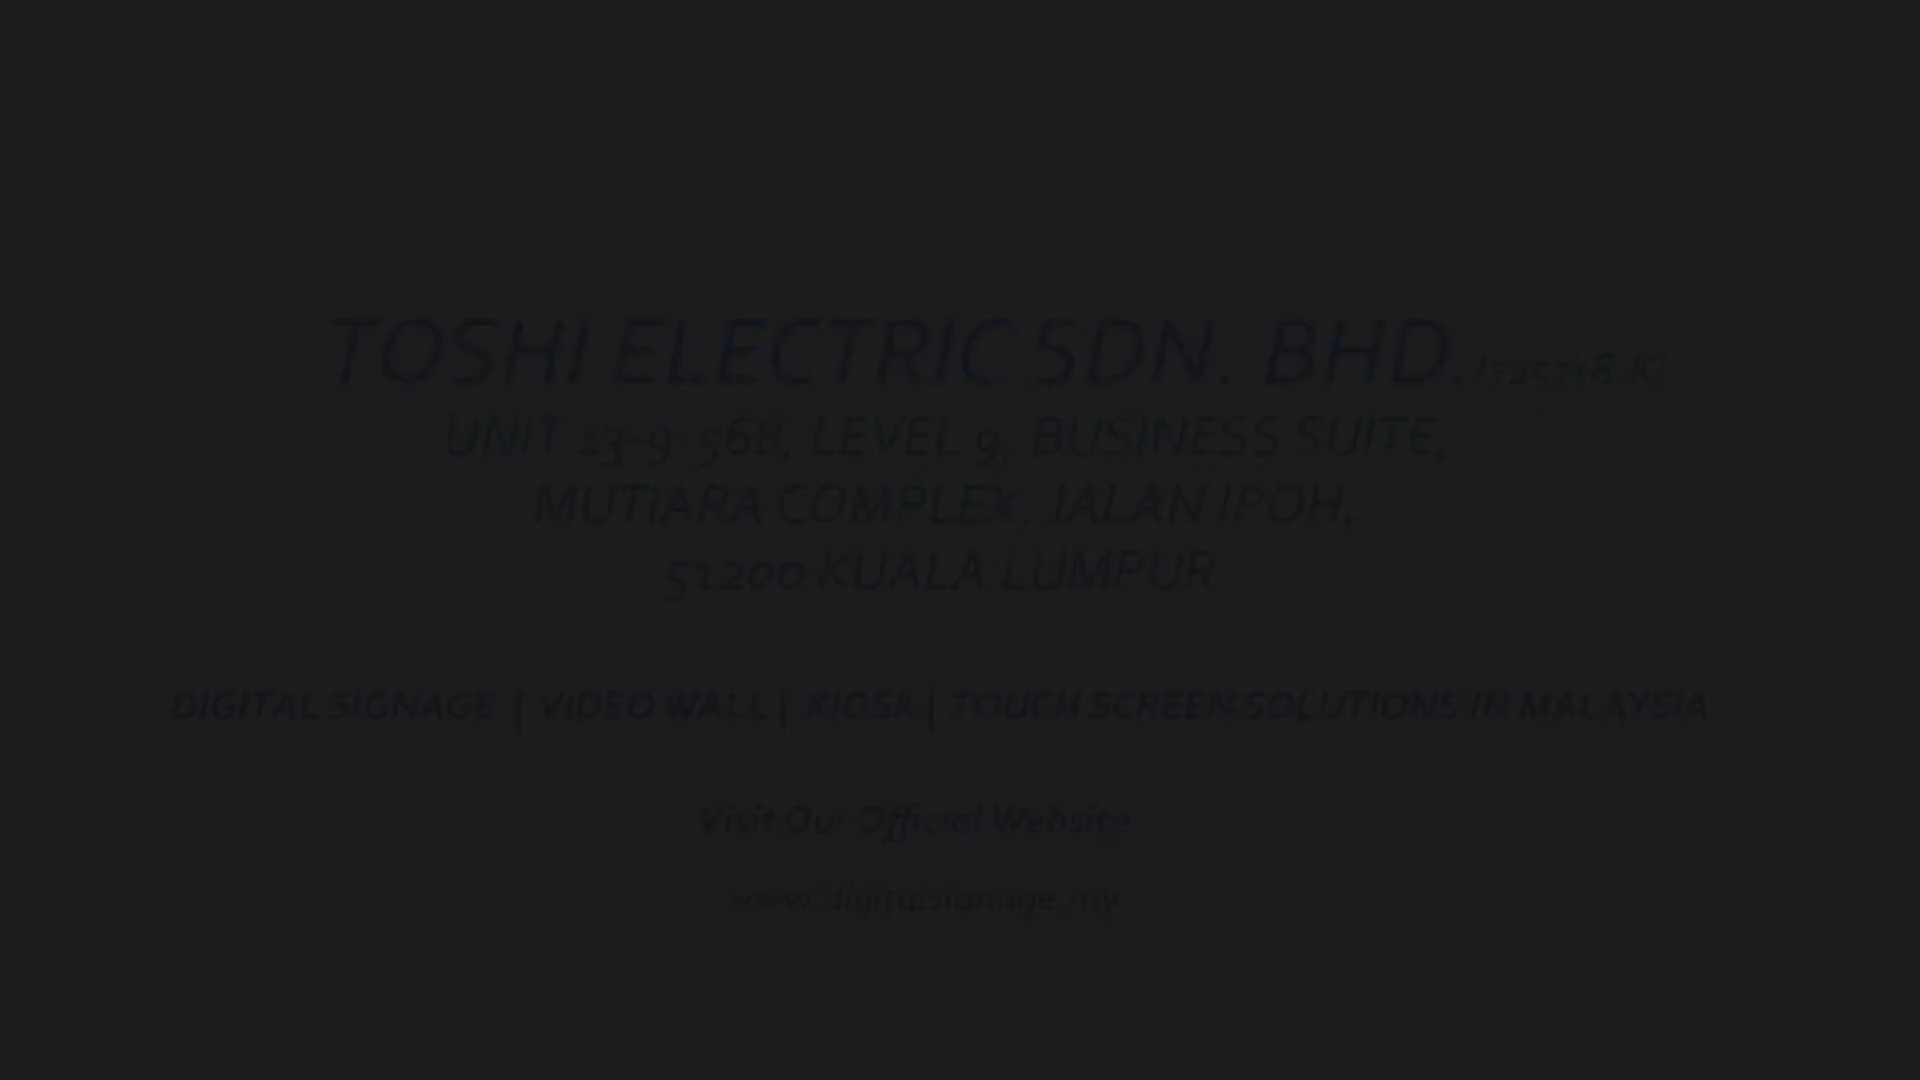 TOSHI ELECTRIC SDN. BHD.
UNIT 13-9-568, LEVEL 9, BUSINESS SUITE,
MUTIARA COMPLEX, JALAN IPOH,
51200 KUALA LUMPUR
DIGITAL SIGNAGE | VIDEO WALL | KIOSK | TOUCH SCREEN SOLUTIONS IN MALAYSIA
Visit Our Official Website :
www.digitalsignage.my